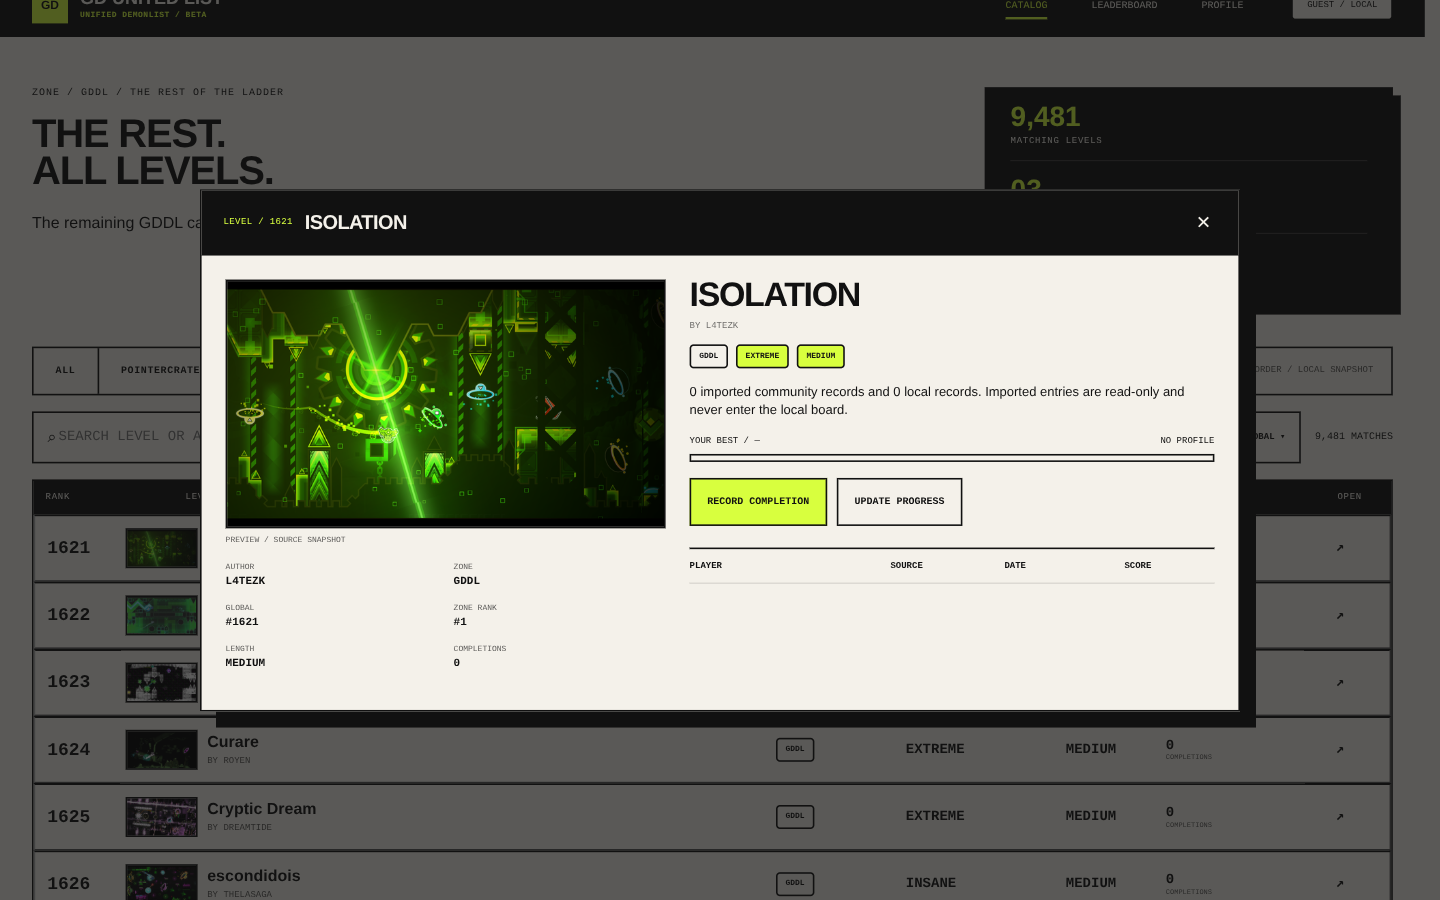 GD GD UNITED LIST
UNIFIED DEMONLIST / BETA
CATALOG LEADERBOARD PROFILE GUEST / LOCAL
ZONE / GDDL / THE REST OF THE LADDER
THE REST.
ALL LEVELS.
The remaining GDDL ca
9,481
MATCHING LEVELS
03
LEVEL / 1621 ISOLATION ✕
ISOLATION
BY L4TEZK
GDDL EXTREME MEDIUM
0 imported community records and 0 local records. Imported entries are read-only and
never enter the local board.
YOUR BEST / — NO PROFILE
RECORD COMPLETION UPDATE PROGRESS
PLAYER SOURCE DATE SCORE
PREVIEW / SOURCE SNAPSHOT
AUTHOR ZONE
L4TEZK GDDL
GLOBAL ZONE RANK
#1621 #1
LENGTH COMPLETIONS
MEDIUM 0
ALL POINTERCRATE
ORDER / LOCAL SNAPSHOT
SEARCH LEVEL OR A
OBAL ▾ 9,481 MATCHES
RANK LEV OPEN
1621 ↗
1622 ↗
1623 ↗
1624 Curare GDDL EXTREME MEDIUM 0 ↗
BY ROYEN COMPLETIONS
1625 Cryptic Dream GDDL EXTREME MEDIUM 0 ↗
BY DREAMTIDE COMPLETIONS
1626 escondidois GDDL INSANE MEDIUM 0 ↗
BY THELASAGA COMPLETIONS